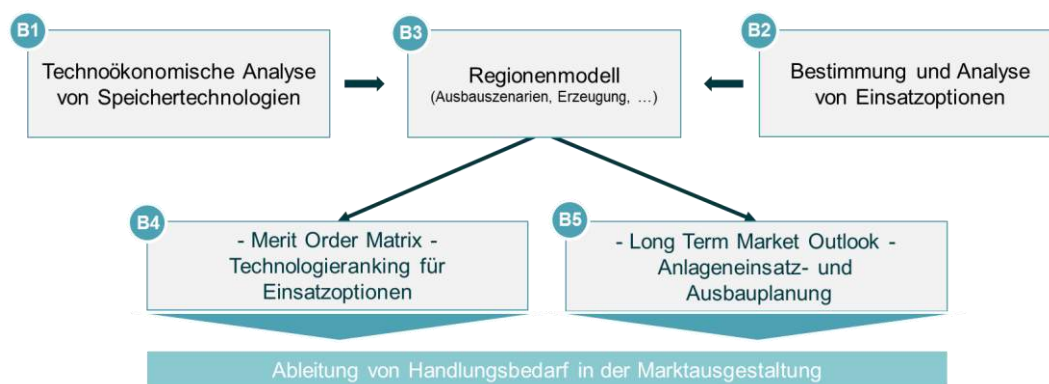 B1
Technoökonomische Analyse
von Speichertechnologien
B3
Regionenmodell
(Ausbauszenarien, Erzeugung, …)
B2
Bestimmung und Analyse
von Einsatzoptionen
B4
- Merit Order Matrix -
Technologieranking für
Einsatzoptionen
B5
- Long Term Market Outlook -
Anlageneinsatz- und
Ausbauplanung
Ableitung von Handlungsbedarf in der Marktausgestaltung